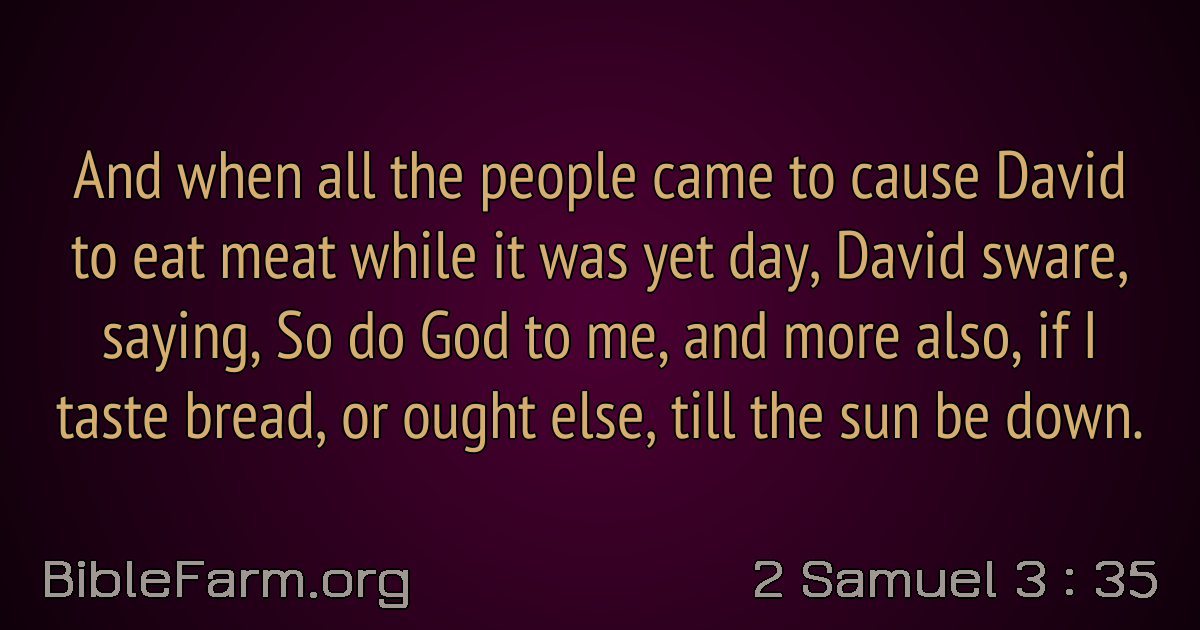 And when all the people came to cause David
to eat meat while it was yet day, David sware,
saying, So do God to me, and more also, if I
taste bread, or ought else, till the sun be down.
BibleFarm.org
2 Samuel 3 : 35